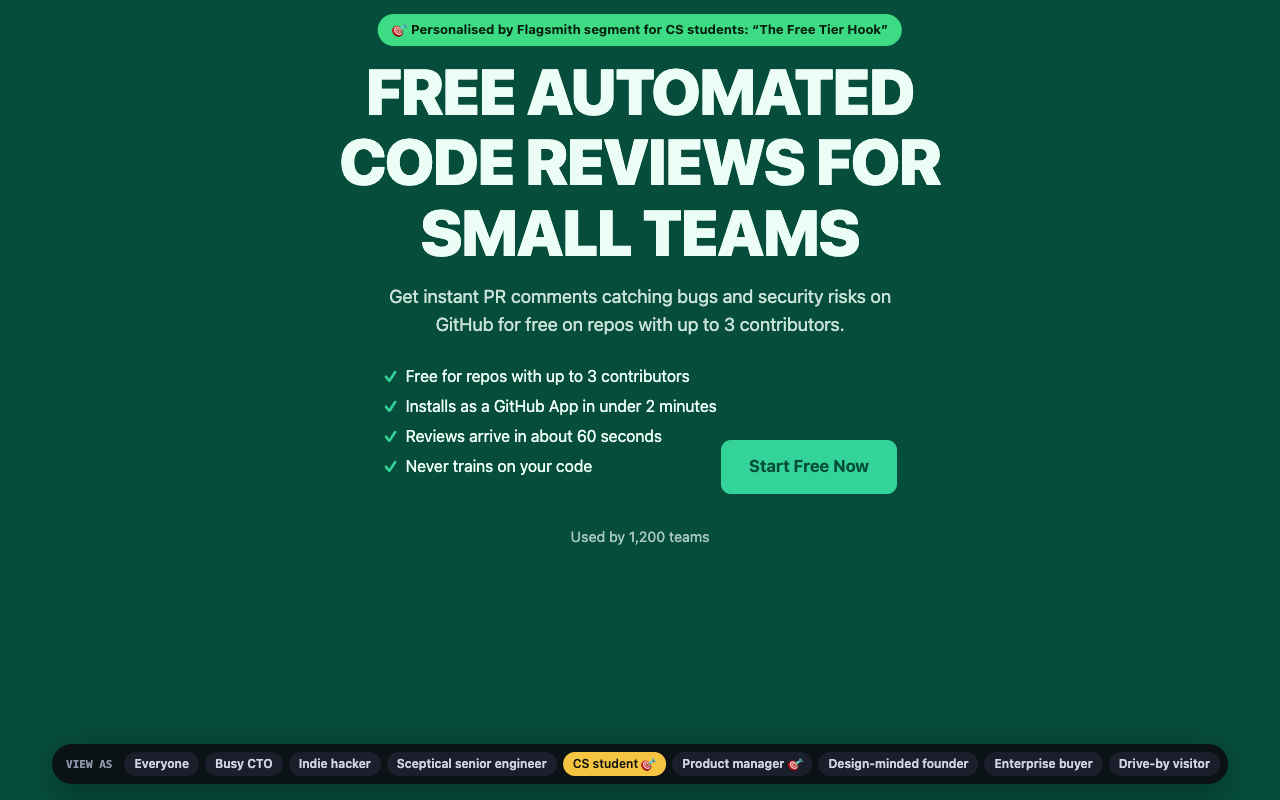 🎯 Personalised by Flagsmith segment for CS students: “The Free Tier Hook”
FREE AUTOMATED
CODE REVIEWS FOR
SMALL TEAMS
Get instant PR comments catching bugs and security risks on
GitHub for free on repos with up to 3 contributors.
✓ Free for repos with up to 3 contributors
✓ Installs as a GitHub App in under 2 minutes
✓ Reviews arrive in about 60 seconds
✓ Never trains on your code
Start Free Now
Used by 1,200 teams
VIEW AS Everyone Busy CTO Indie hacker Sceptical senior engineer CS student 🎯 Product manager 🎯 Design-minded founder Enterprise buyer Drive-by visitor